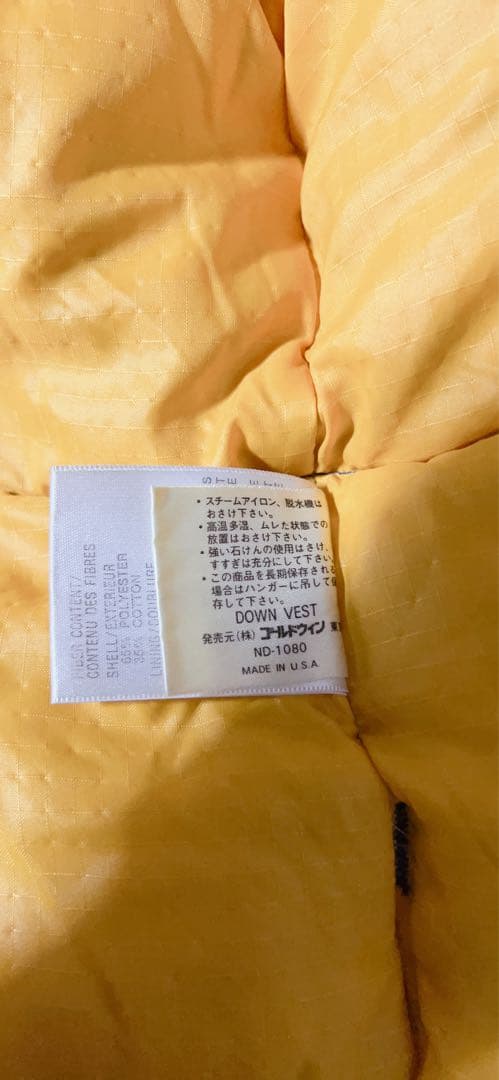 ・スチームアイロン、脱水機は
おさけ下さい。
・高温多湿、ムレた状態での
放置はおさけ下さい。
・強い石けんの使用はさけ、
すすぎは充分にして下さい。
・この商品を長期保存される
場合はハンガーに吊して保
存して下さい。
DOWN VEST
発売元(株)ゴールドウイン 東
ND-1080
MADE IN U.S.A.
FIBER CONTENT/
CONTENU DES FIBRES
SHELL/EXTERIEUR
65% POLYESTER
35% COTTON
LINING/DOUBLURE